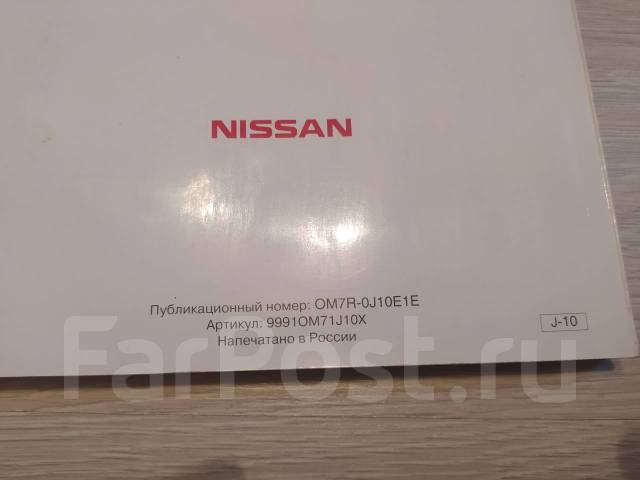 NISSAN
Публикационный номер: OM7R-0J10E1E
Артикул: 9991OM71J10X
Напечатано в России
J-10
FarPost.ru